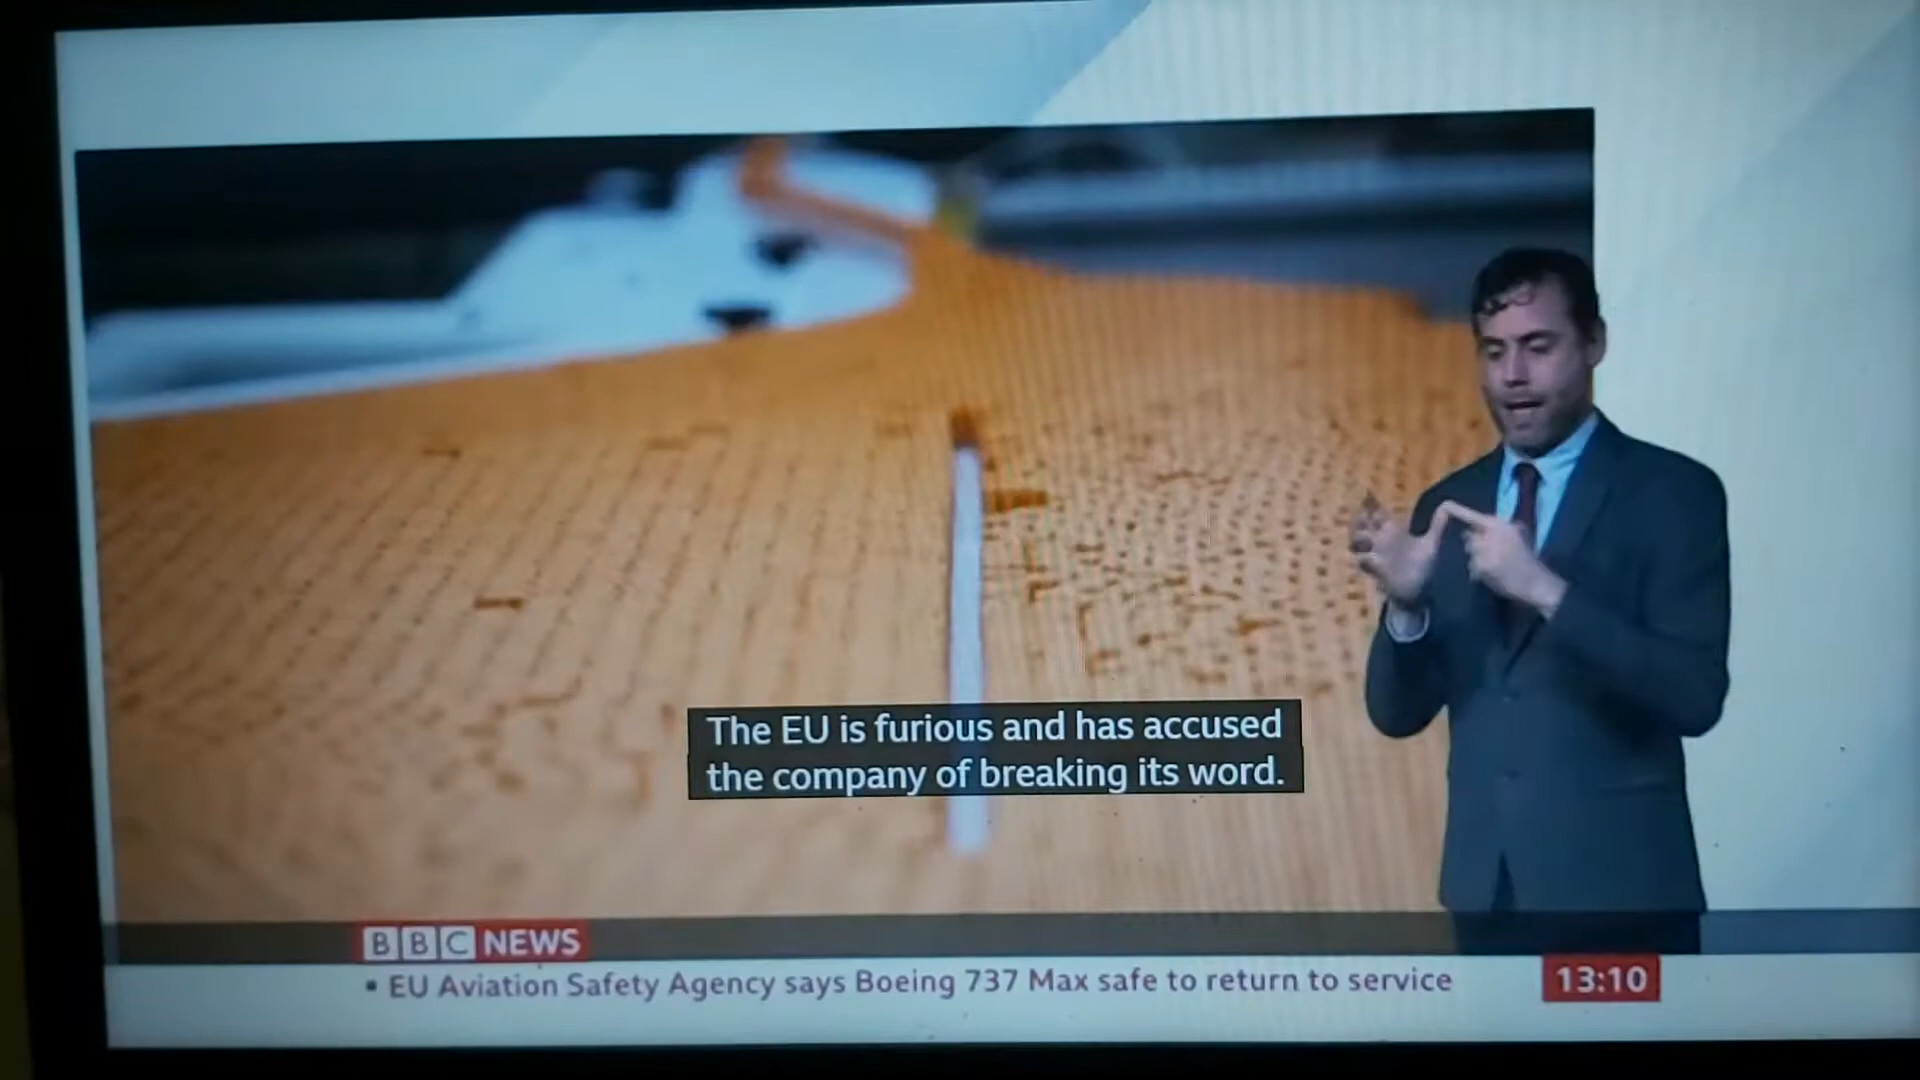 The EU is furious and has accused
the company of breaking its word.
BBC NEWS
▪ EU Aviation Safety Agency says Boeing 737 Max safe to return to service
13:10